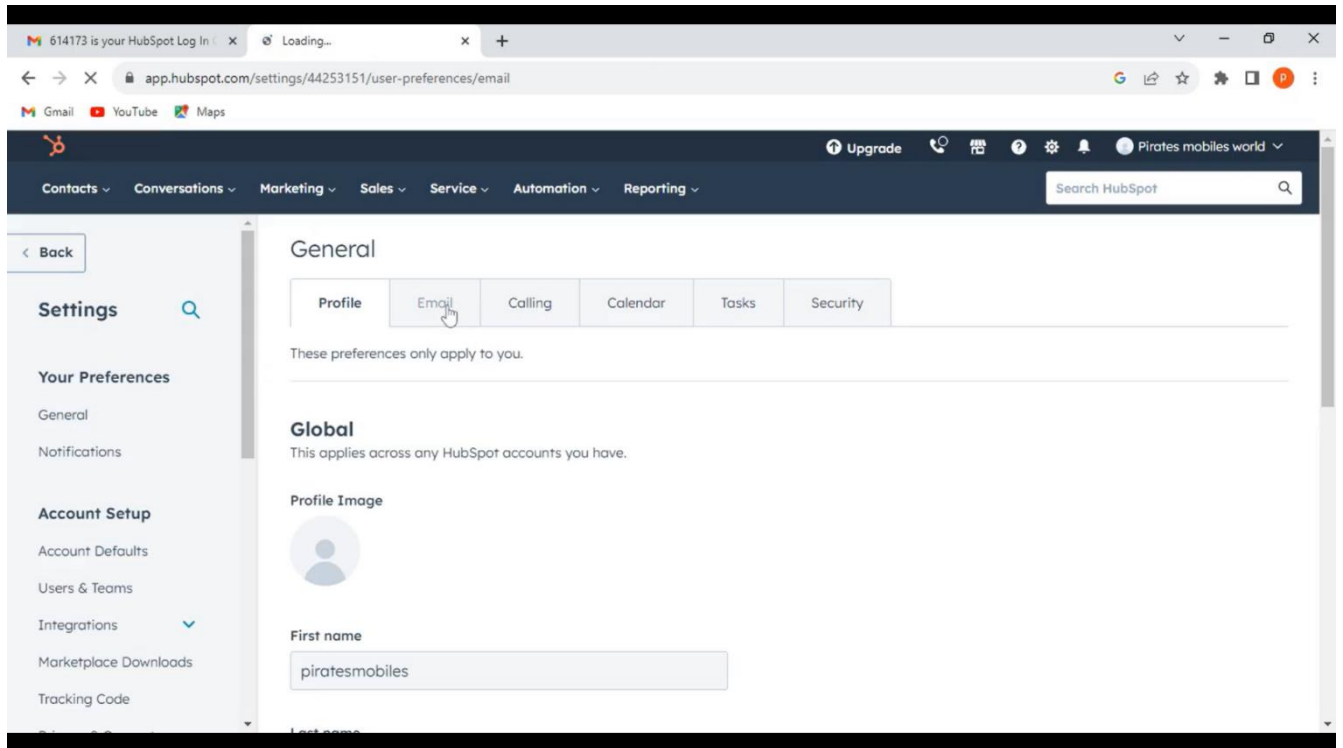 614173 is your HubSpot Log In
Loading...
app.hubspot.com/settings/44253151/user-preferences/email
Gmail YouTube Maps
Upgrade
Pirates mobiles world
Contacts Conversations Marketing Sales Service Automation Reporting
Search HubSpot
Back
General
Settings
Profile Email Calling Calendar Tasks Security
These preferences only apply to you.
Your Preferences
General
Notifications
Global
This applies across any HubSpot accounts you have.
Profile Image
Account Setup
Account Defaults
Users & Teams
Integrations
Marketplace Downloads
Tracking Code
First name
piratesmobiles
Last name